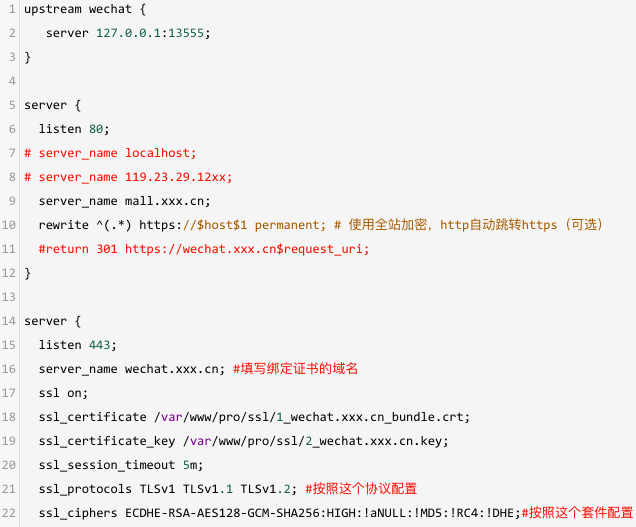 1 upstream wechat {
2 server 127.0.0.1:13555;
3 }
4
5 server {
6 listen 80;
7 # server_name localhost;
8 # server_name 119.23.29.12xx;
9 server_name mall.xxx.cn;
10 rewrite ^(.*) https://$host$1 permanent; # 使用全站加密，http自动跳转https（可选）
11 #return 301 https://wechat.xxx.cn$request_uri;
12 }
13
14 server {
15 listen 443;
16 server_name wechat.xxx.cn; #填写绑定证书的域名
17 ssl on;
18 ssl_certificate /var/www/pro/ssl/1_wechat.xxx.cn_bundle.crt;
19 ssl_certificate_key /var/www/pro/ssl/2_wechat.xxx.cn.key;
20 ssl_session_timeout 5m;
21 ssl_protocols TLSv1 TLSv1.1 TLSv1.2; #按照这个协议配置
22 ssl_ciphers ECDHE-RSA-AES128-GCM-SHA256:HIGH:!aNULL:!MD5:!RC4:!DHE;#按照这个套件配置